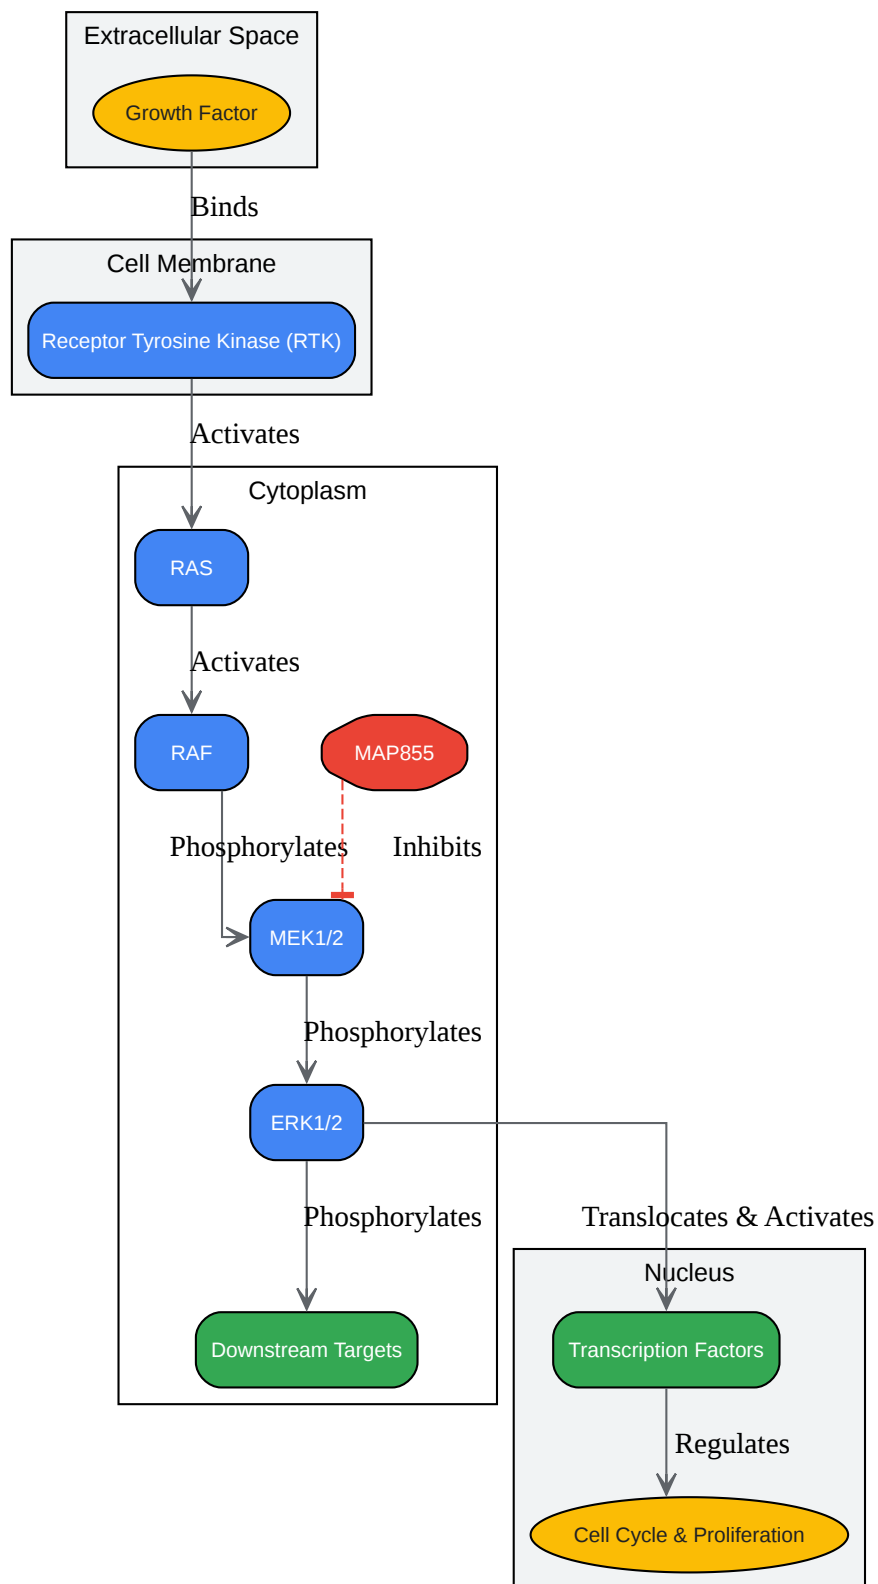 Extracellular Space
Growth Factor
Binds
Cell Membrane
Receptor Tyrosine Kinase (RTK)
Activates
Cytoplasm
RAS
Activates
RAF
MAP855
Phosphorylates
Inhibits
MEK1/2
Phosphorylates
ERK1/2
Phosphorylates
Translocates & Activates
Nucleus
Downstream Targets
Transcription Factors
Regulates
Cell Cycle & Proliferation